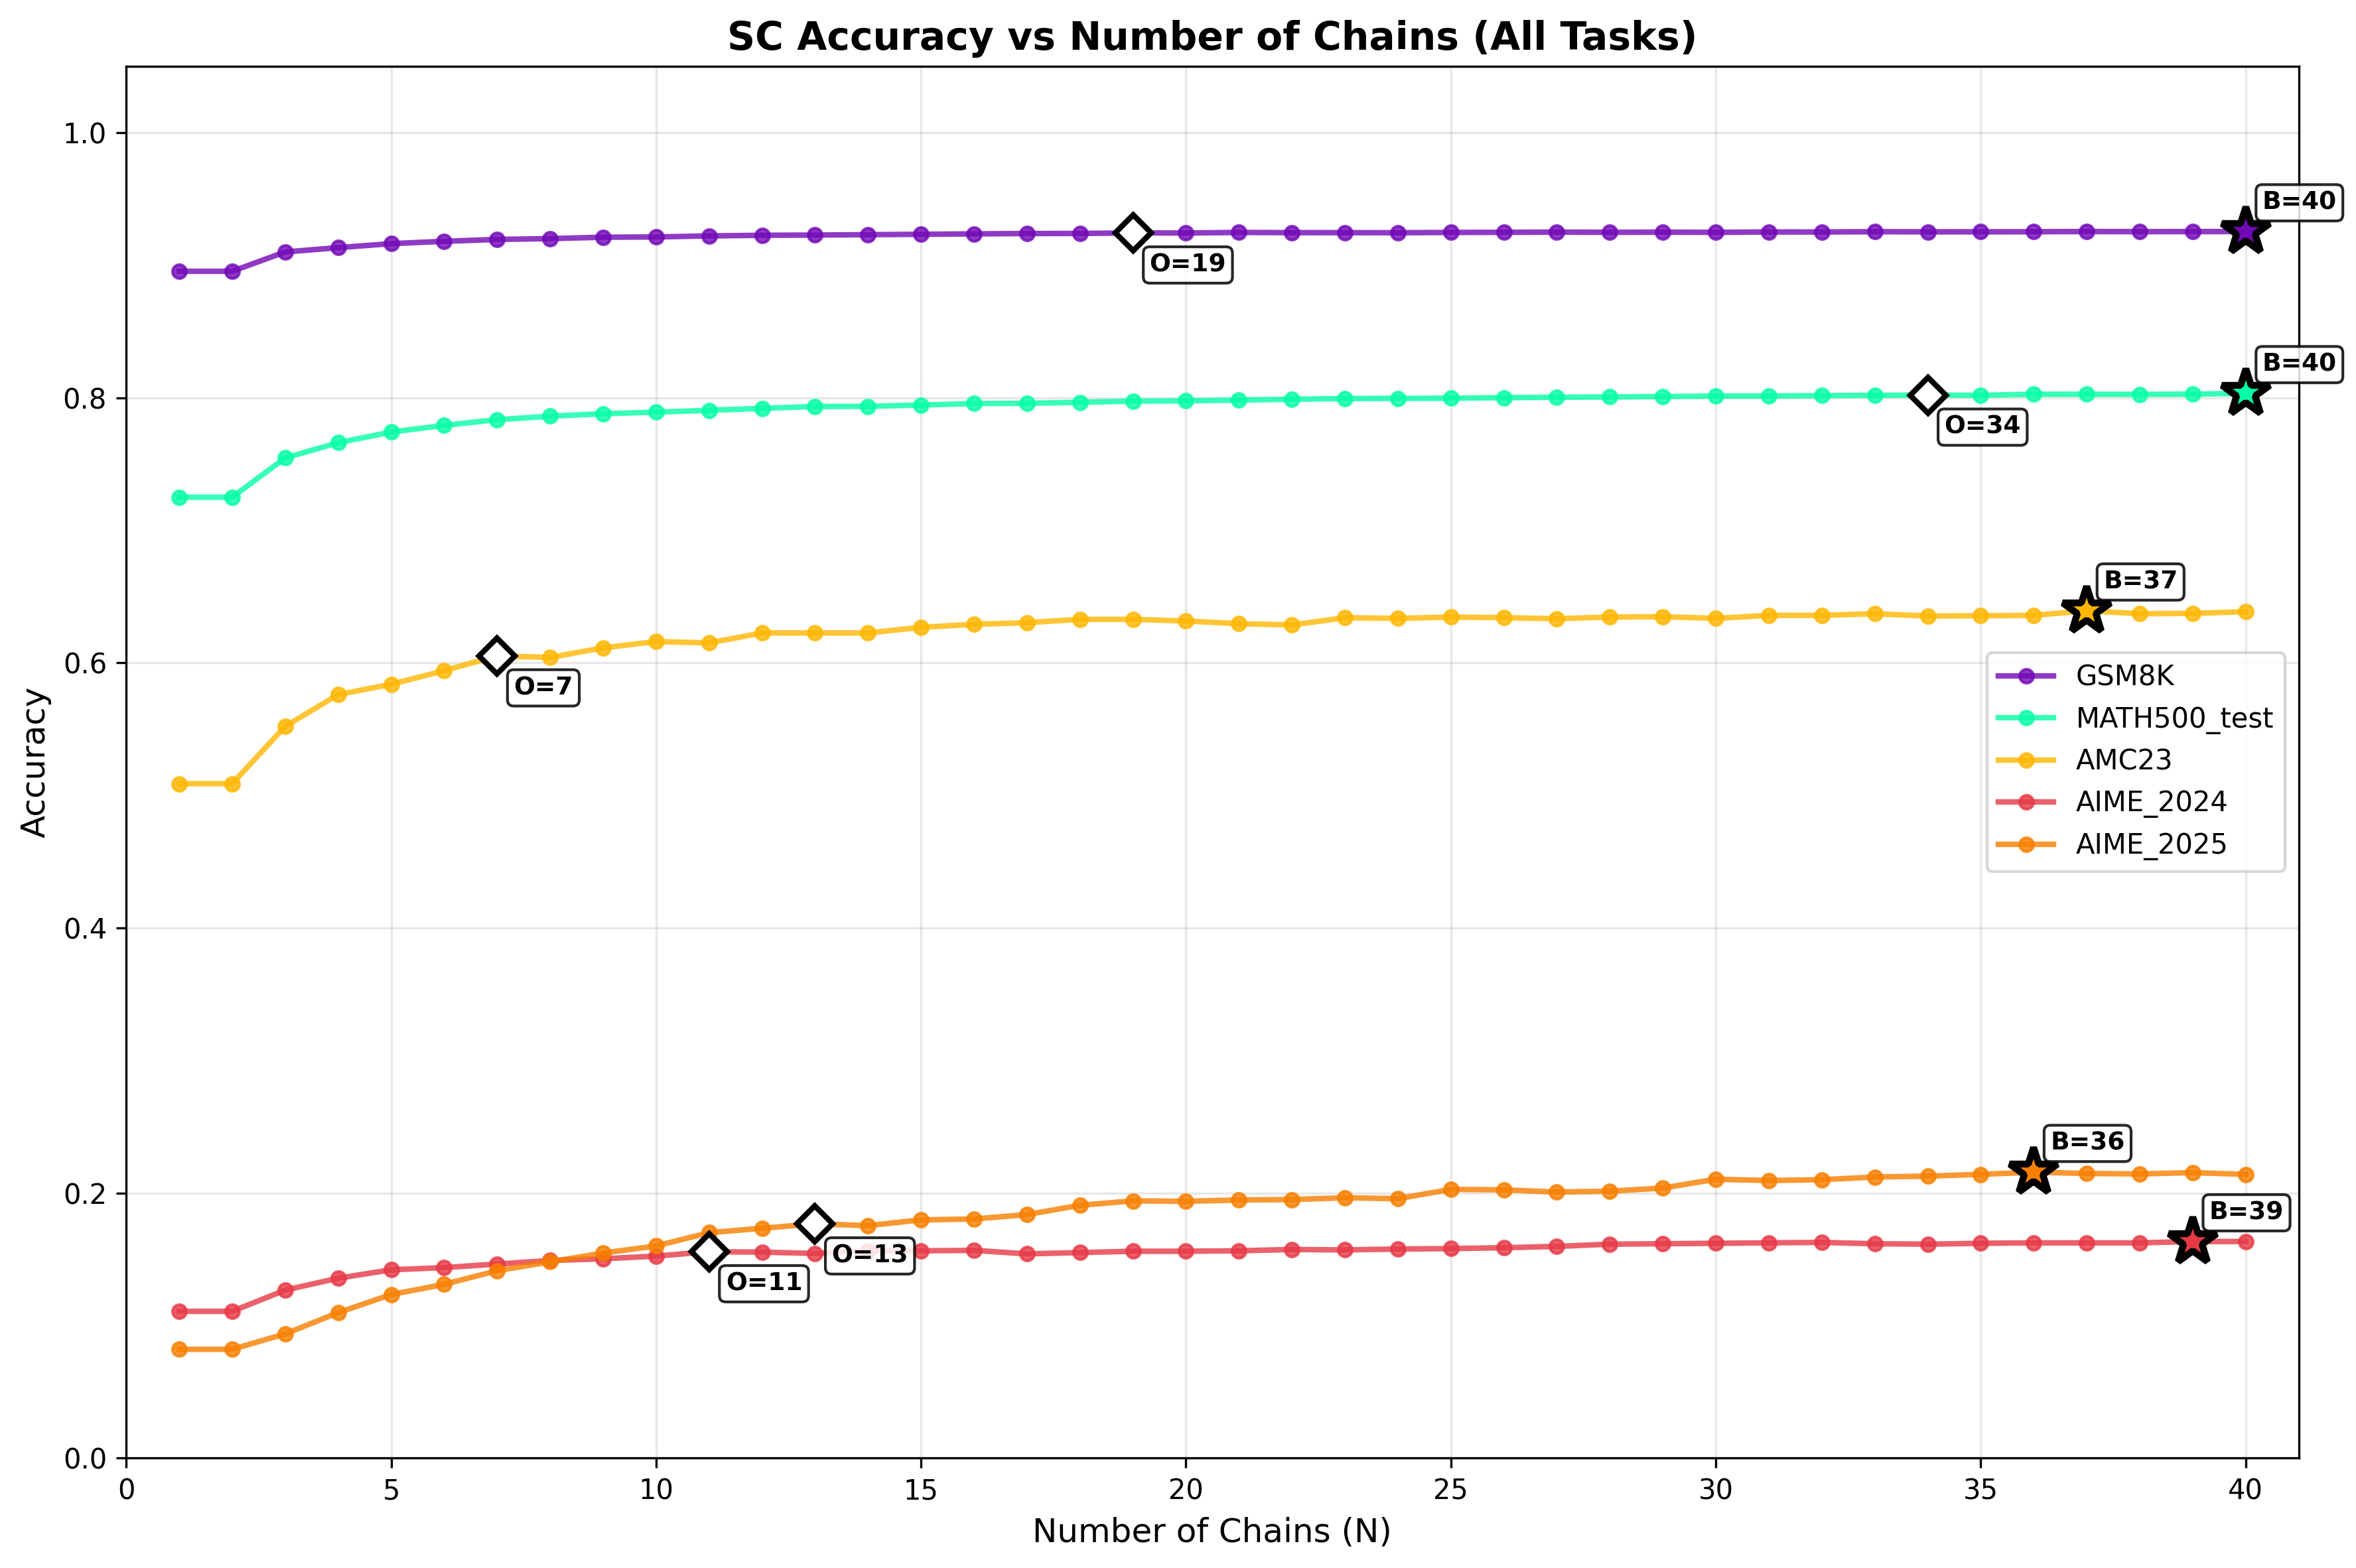 SC Accuracy vs Number of Chains (All Tasks)
Accuracy
1.0
0.8
0.6
0.4
0.2
0.0
B=40
O=19
B=40
O=34
B=37
O=7
GSM8K
MATH500_test
AMC23
AIME_2024
AIME_2025
B=36
B=39
O=13
O=11
0
5
10
15
20
25
30
35
40
Number of Chains (N)